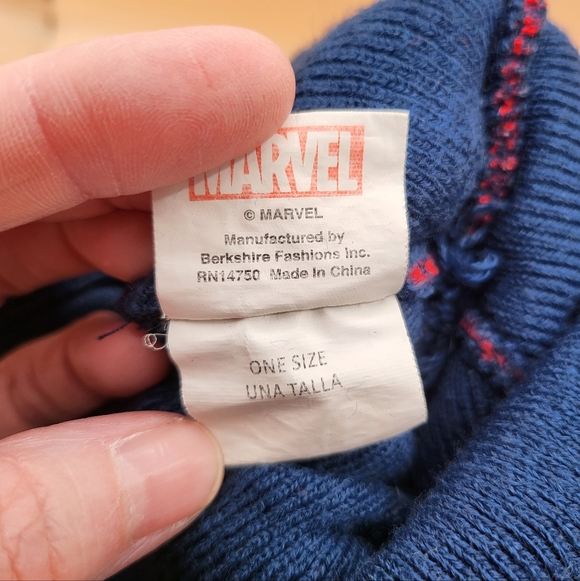 MARVEL
© MARVEL
Manufactured by
Berkshire Fashions Inc.
RN14750 Made In China
ONE SIZE
UNA TALLA